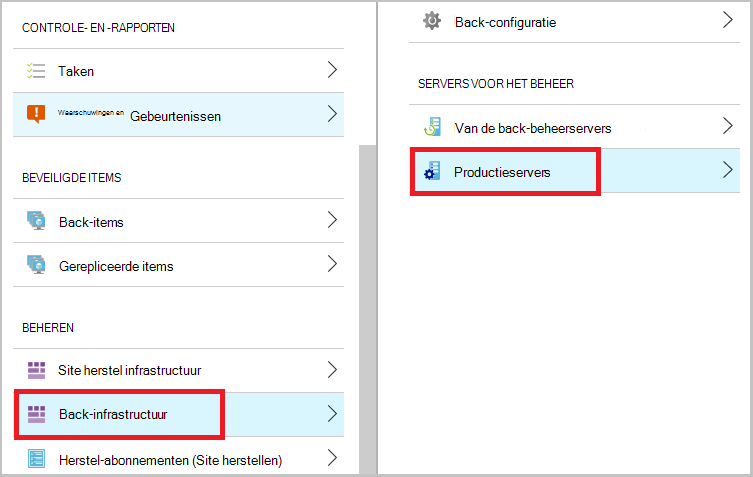 CONTROLE- EN -RAPPORTEN
Taken
Waarschuwingen en Gebeurtenissen
BEVEILIGDE ITEMS
Back-items
Gerepliceerde items
BEHEREN
Site herstel infrastructuur
Back-infrastructuur
Herstel-abonnementen (Site herstellen)
Back-configuratie
SERVERS VOOR HET BEHEER
Van de back-beheerservers
Productieservers